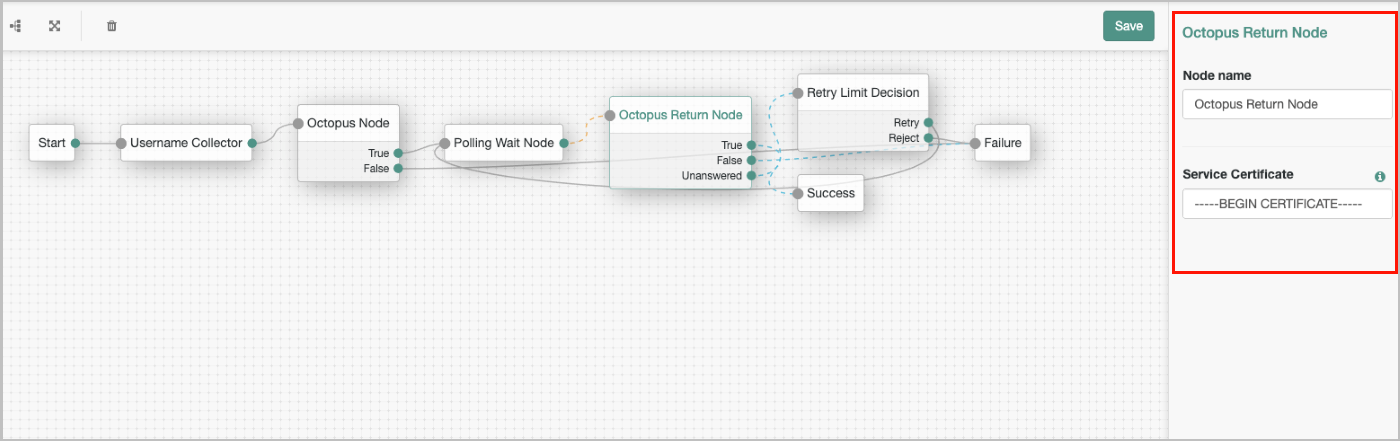 Save
Start
Username Collector
Octopus Node
True
False
Polling Wait Node
Octopus Return Node
True
False
Unanswered
Retry Limit Decision
Retry
Reject
Success
Failure
Octopus Return Node
Node name
Octopus Return Node
Service Certificate
-----BEGIN CERTIFICATE-----